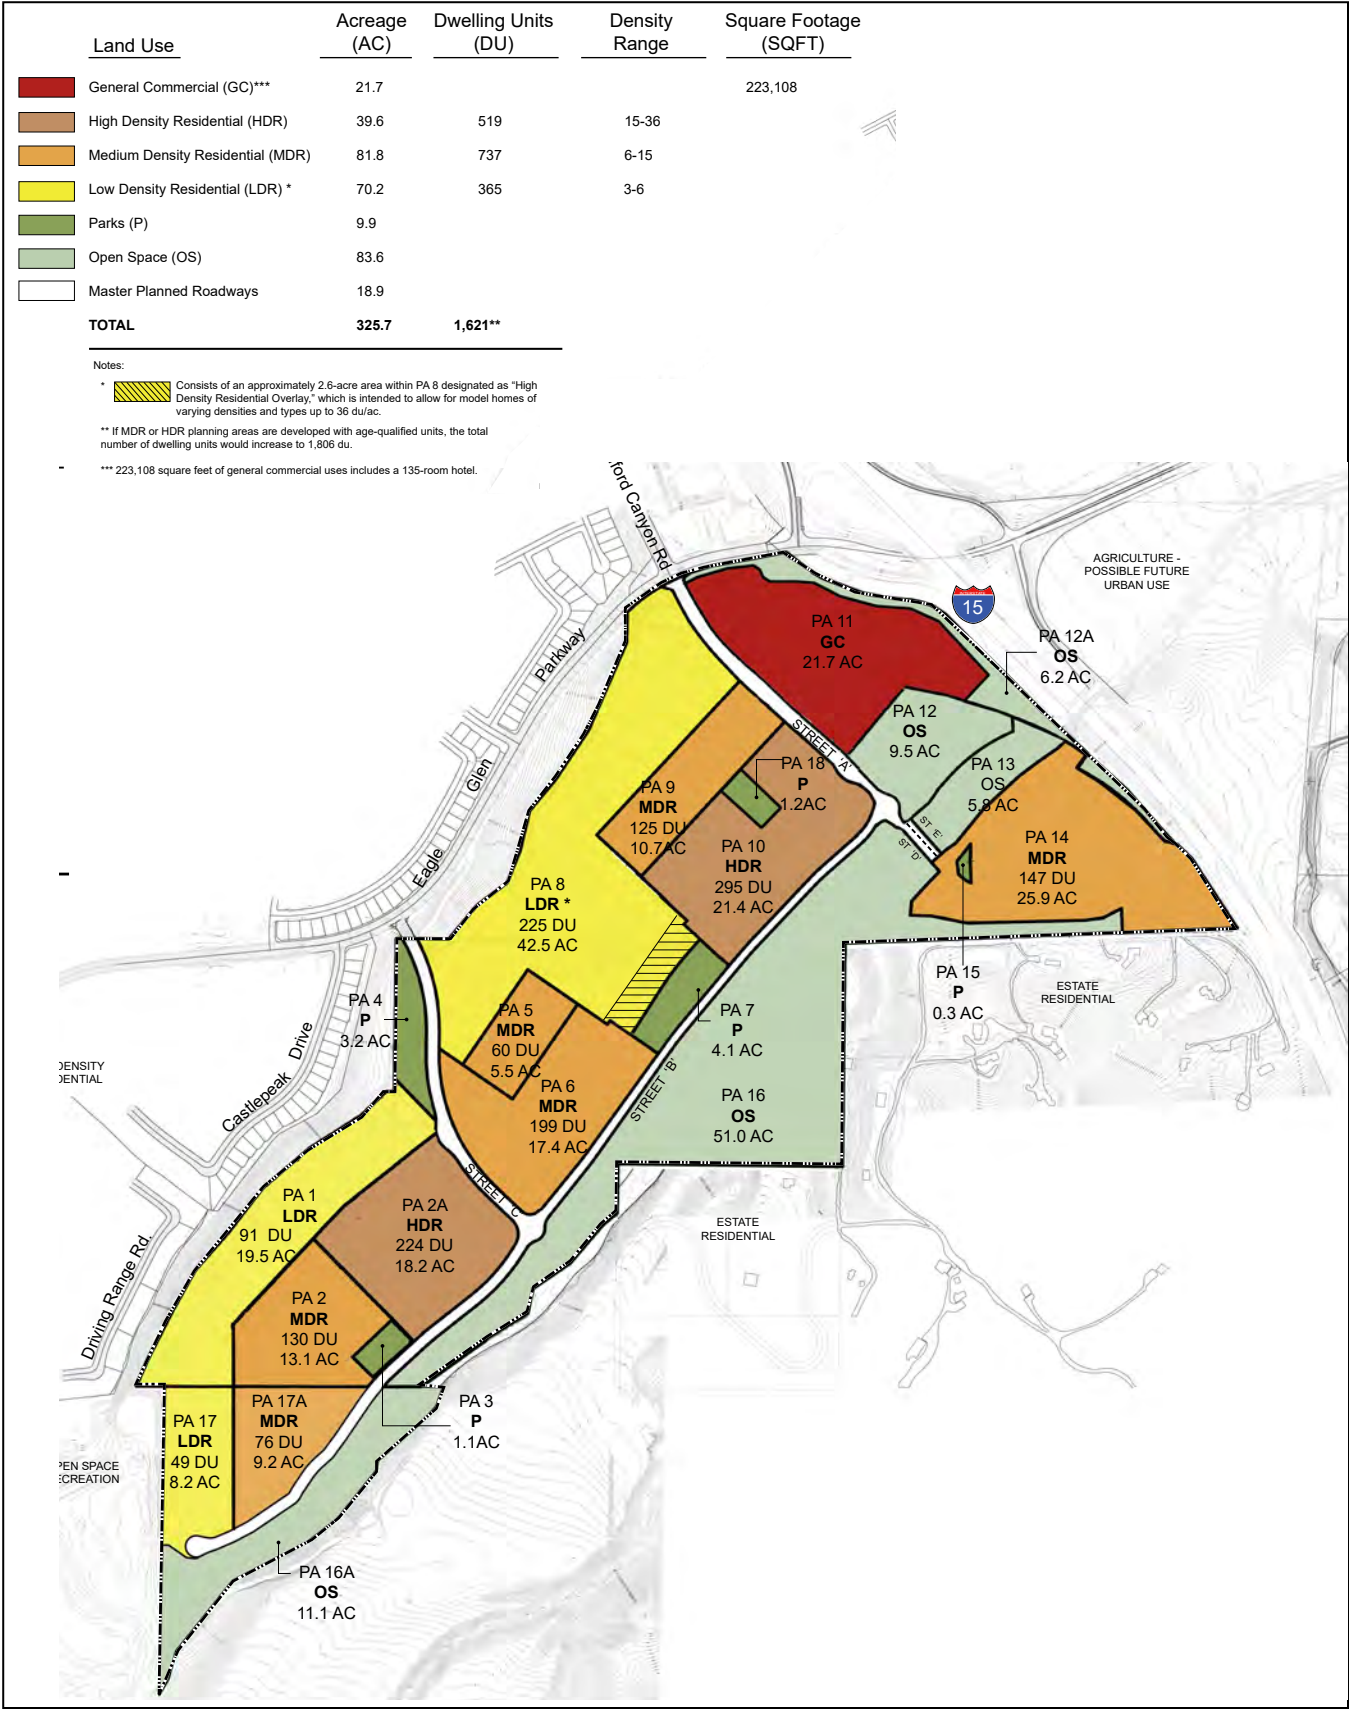 Land Use
Acreage (AC)
Dwelling Units (DU)
Density Range
Square Footage (SQFT)
General Commercial (GC)*** 21.7 223,108
High Density Residential (HDR) 39.6 519 15-36
Medium Density Residential (MDR) 81.8 737 6-15
Low Density Residential (LDR) * 70.2 365 3-6
Parks (P) 9.9
Open Space (OS) 83.6
Master Planned Roadways 18.9
TOTAL 325.7 1,621**
Notes:
* Consists of an approximately 2.6-acre area within PA 8 designated as “High
Density Residential Overlay,” which is intended to allow for model homes of
varying densities and types up to 36 du/ac.
** If MDR or HDR planning areas are developed with age-qualified units, the total
number of dwelling units would increase to 1,806 du.
*** 223,108 square feet of general commercial uses includes a 135-room hotel.
ford Canyon Rd
AGRICULTURE -
POSSIBLE FUTURE
URBAN USE
15
PA 11
GC
21.7 AC
PA 12A
OS
6.2 AC
Eagle Glen Parkway
STREET 'A'
PA 12
OS
9.5 AC
PA 13
OS
5.8 AC
PA 18
P
1.2AC
PA 9
MDR
125 DU
10.7AC
ST 'E'
ST 'D'
PA 10
HDR
295 DU
21.4 AC
PA 14
MDR
147 DU
25.9 AC
PA 8
LDR *
225 DU
42.5 AC
PA 15
P
0.3 AC
ESTATE
RESIDENTIAL
PA 4
P
3.2 AC
PA 5
MDR
60 DU
5.5 AC
PA 7
P
4.1 AC
Castlepeak Drive
DENSITY
DENTIAL
PA 6
MDR
199 DU
17.4 AC
STREET 'B'
PA 16
OS
51.0 AC
STREET C
PA 1
LDR
91 DU
19.5 AC
PA 2A
HDR
224 DU
18.2 AC
ESTATE
RESIDENTIAL
Driving Range Rd.
PA 2
MDR
130 DU
13.1 AC
PA 17A
MDR
76 DU
9.2 AC
PA 3
P
1.1AC
PA 17
LDR
49 DU
8.2 AC
PEN SPACE
ECREATION
PA 16A
OS
11.1 AC